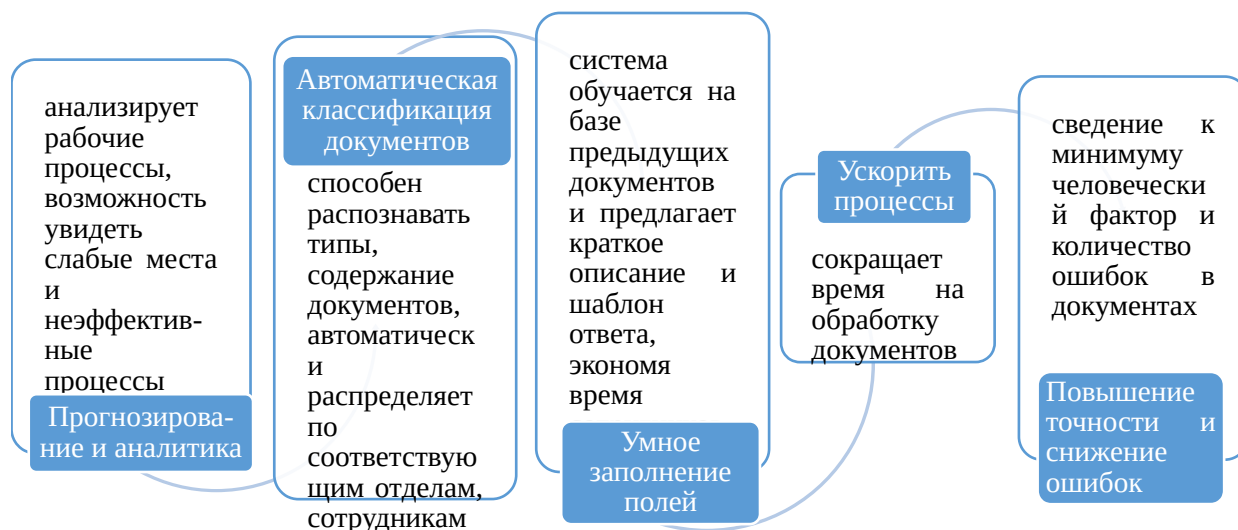 анализирует
рабочие
процессы,
возможность
увидеть
слабые места
и
неэффектив-
ные
процессы
Прогнозирова-
ние и аналитика
Автоматическая
классификация
документов
способен
распознавать
типы,
содержание
документов,
автоматическ
и
распределяет
по
соответствую
щим отделам,
сотрудникам
система
обучается на
базе
предыдущих
документов
и предлагает
краткое
описание и
шаблон
ответа,
экономя
время
Умное
заполнение
полей
Ускорить
процессы
сокращает
время на
обработку
документов
сведение к
минимуму
человечески
й фактор и
количество
ошибок в
документах
Повышение
точности и
снижение
ошибок